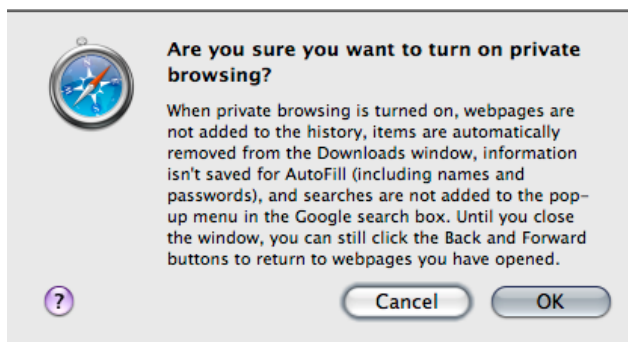 Are you sure you want to turn on private
browsing?
When private browsing is turned on, webpages are
not added to the history, items are automatically
removed from the Downloads window, information
isn't saved for AutoFill (including names and
passwords), and searches are not added to the pop-
up menu in the Google search box. Until you close
the window, you can still click the Back and Forward
buttons to return to webpages you have opened.
? Cancel OK